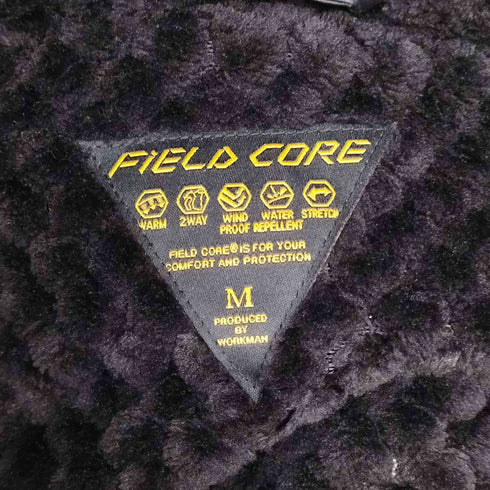 FiELD CORE
WARM 2WAY WIND PROOF WATER REPELLENT STRETCH
FIELD CORE® IS FOR YOUR
COMFORT AND PROTECTION
M
PRODUCED
BY
WORKMAN